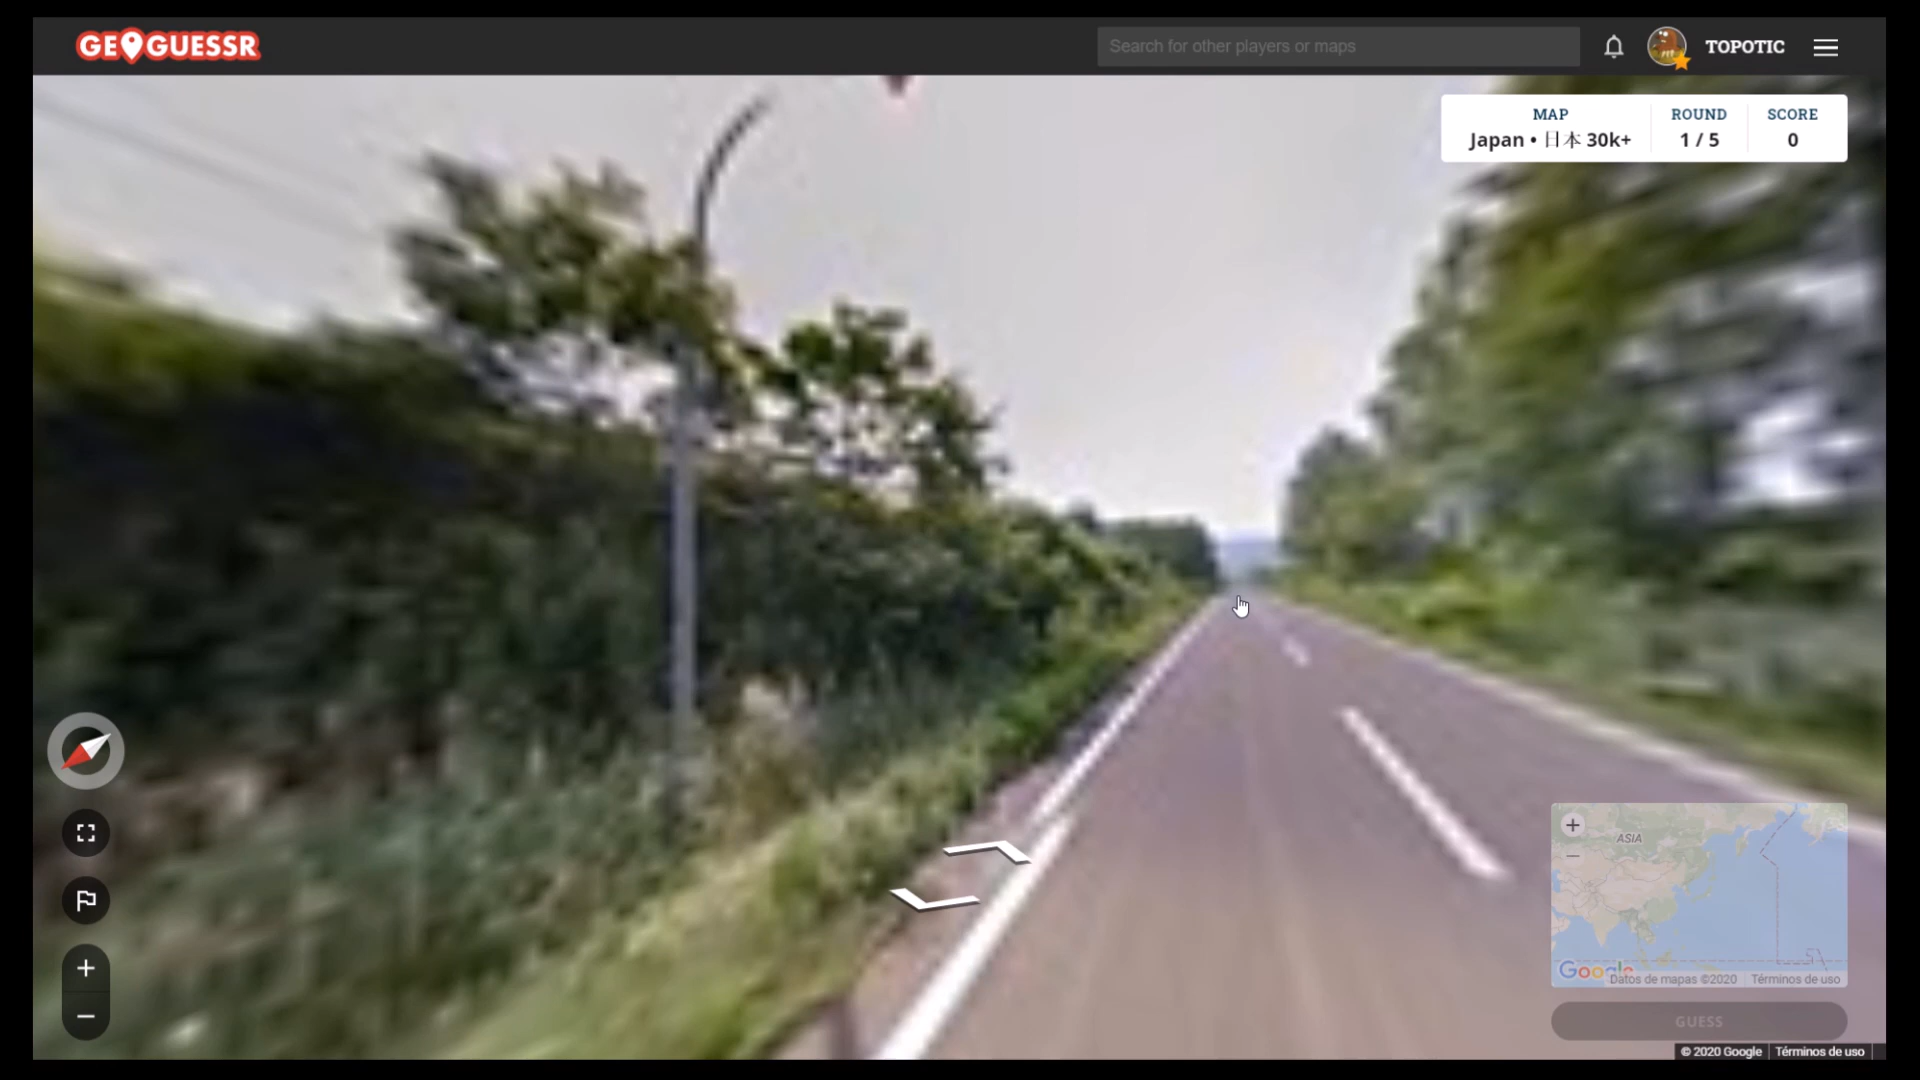 GEOGUESSR
Search for other players or maps
TOPOTIC
MAP
Japan • 日本 30k+
ROUND
1 / 5
SCORE
0
ASIA
Google
Datos de mapas ©2020
Términos de uso
GUESS
© 2020 Google
Términos de uso